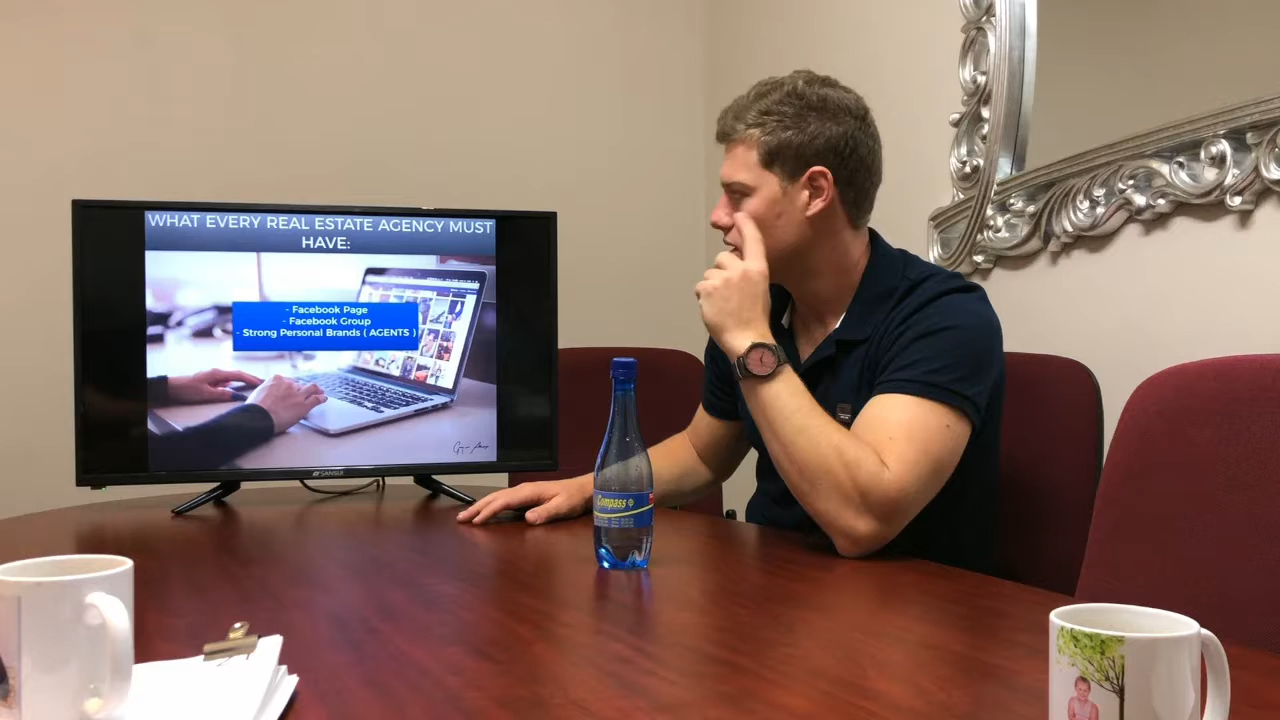 WHAT EVERY REAL ESTATE AGENCY MUST
HAVE:
- Facebook Page
- Facebook Group
- Strong Personal Brands ( AGENTS )
SANSUI
Compass